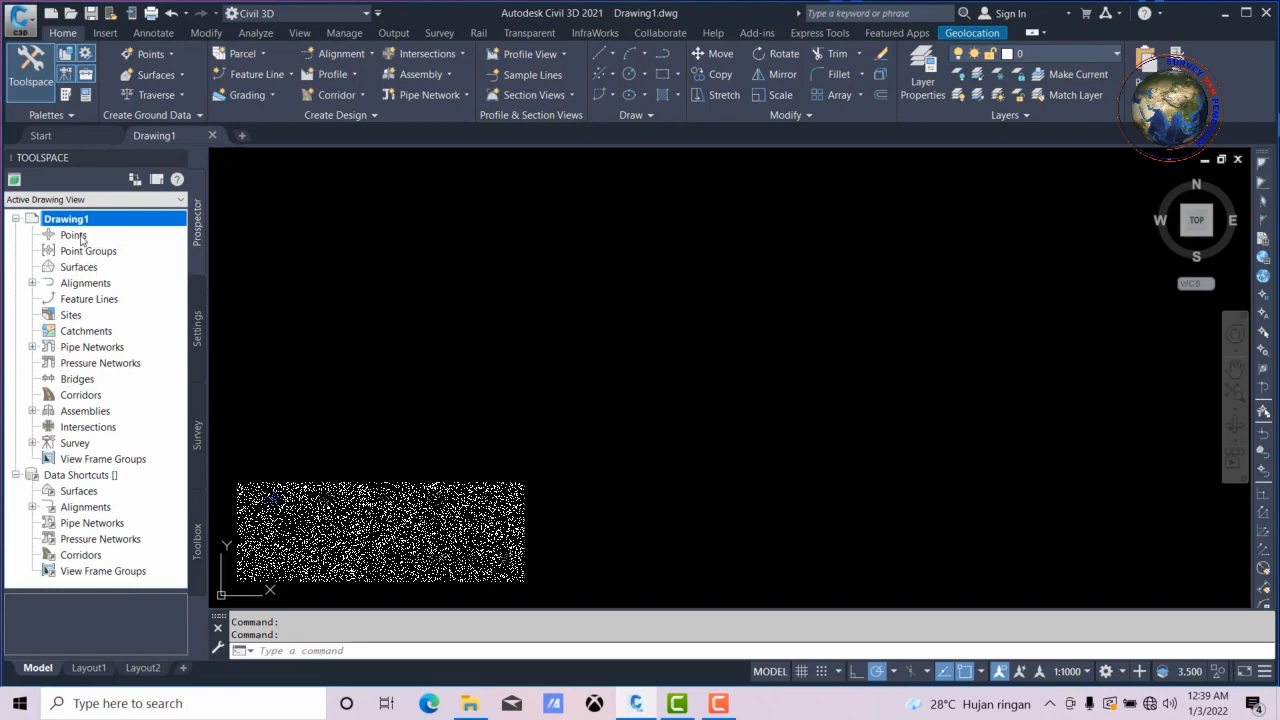 C3D
Civil 3D
Autodesk Civil 3D 2021 Drawing1.dwg
Type a keyword or phrase
Sign In
Home Insert Annotate Modify Analyze View Manage Output Survey Rail Transparent InfraWorks Collaborate Help Add-ins Express Tools Featured Apps Geolocation
Toolspace
Points
Surfaces
Traverse
Parcel
Feature Line
Grading
Alignment
Profile
Corridor
Intersections
Assembly
Pipe Network
Profile View
Sample Lines
Section Views
Move
Copy
Stretch
Rotate
Mirror
Scale
Trim
Fillet
Array
Layer
Properties
0
Make Current
Match Layer
Palettes Create Ground Data Create Design Profile & Section Views Draw Modify Layers
Start Drawing1
TOOLSPACE
Active Drawing View
Drawing1
Points
Point Groups
Surfaces
Alignments
Feature Lines
Sites
Catchments
Pipe Networks
Pressure Networks
Bridges
Corridors
Assemblies
Intersections
Survey
View Frame Groups
Data Shortcuts []
Surfaces
Alignments
Pipe Networks
Pressure Networks
Corridors
View Frame Groups
Prospector
Settings
Survey
Toolbox
N
W TOP E
S
WCS
Y
X
Command:
Command:
Type a command
Model Layout1 Layout2
MODEL 1:1000 3.500
Type here to search
28°C Hujan ringan
12:39 AM
1/3/2022
4